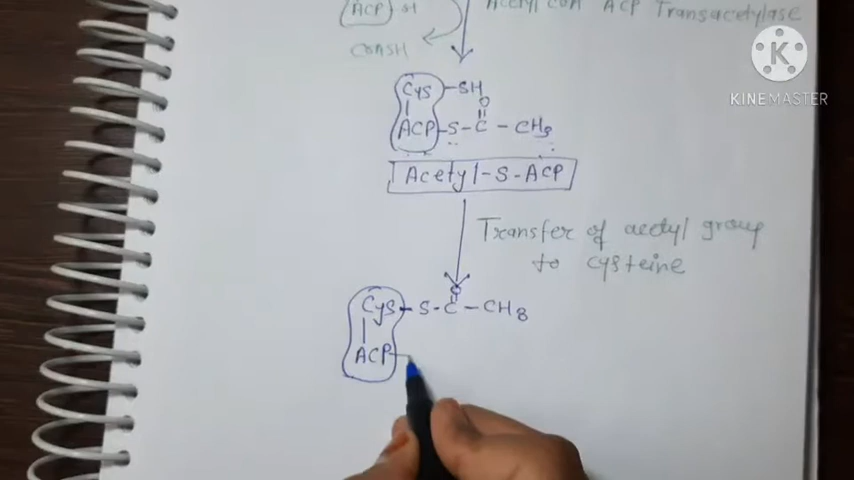 ACP SH
Acetyl COA ACP Transacetylase
COASH
KINEMASTER
Cys - SH
O
ACP - S - C - CH3
Acetyl - S - ACP
Transfer of acetyl group
to cysteine
O
Cys - S - C - CH3
ACP